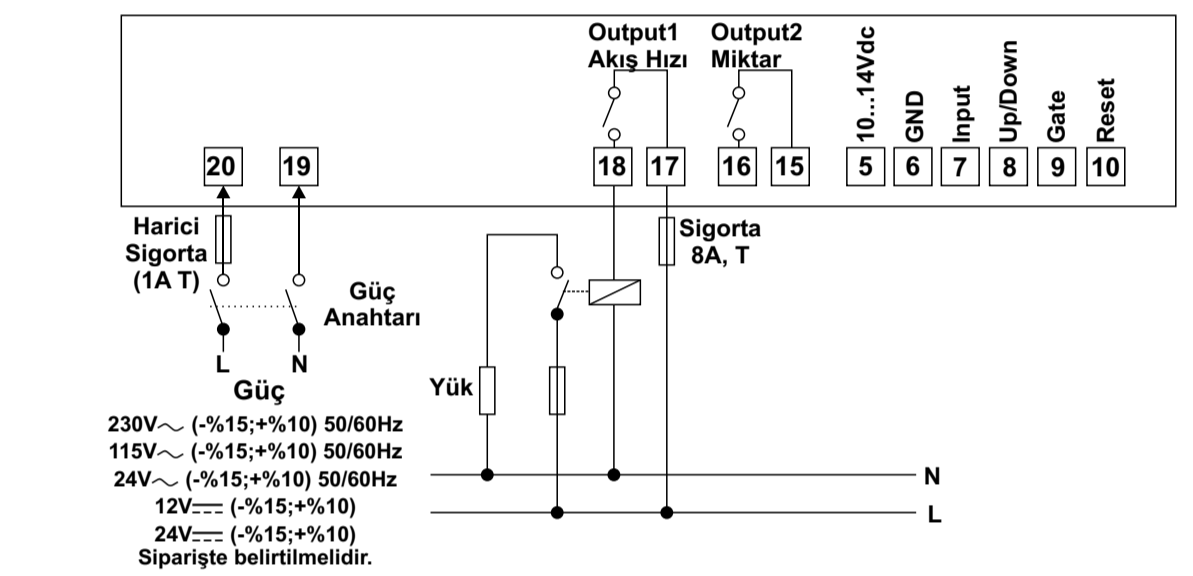 Output1
Akış Hızı
Output2
Miktar
10...14Vdc
GND
Input
Up/Down
Gate
Reset
20
19
18
17
16
15
5
6
7
8
9
10
Harici
Sigorta
(1A T)
Güç
Anahtarı
L
N
Güç
230V～ (-%15;+%10) 50/60Hz
115V～ (-%15;+%10) 50/60Hz
24V～ (-%15;+%10) 50/60Hz
12V⎓ (-%15;+%10)
24V⎓ (-%15;+%10)
Siparişte belirtilmelidir.
Sigorta
8A, T
Yük
N
L